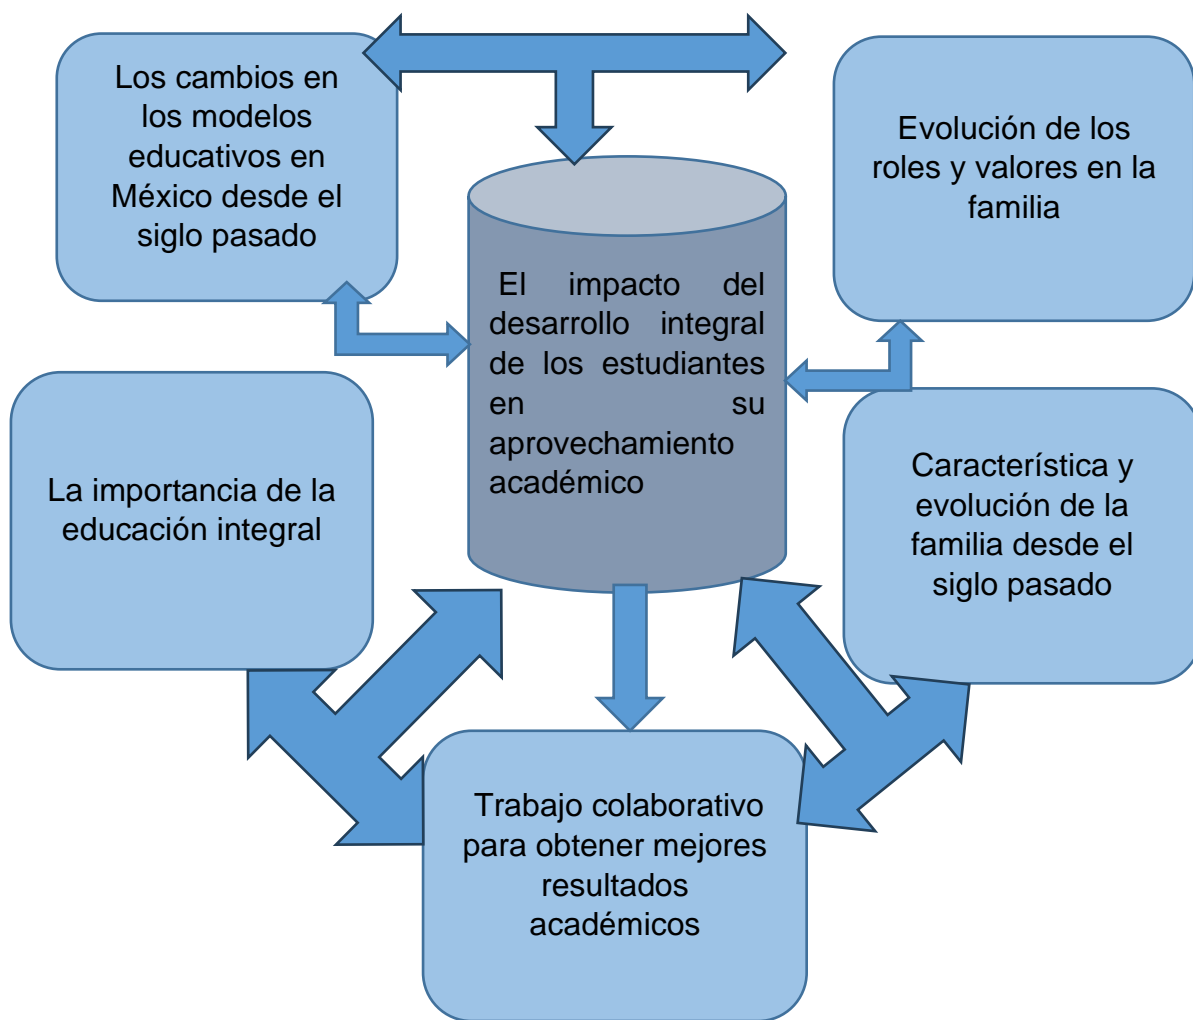 Los cambios en
los modelos
educativos en
México desde el
siglo pasado
Evolución de los
roles y valores en la
familia
El impacto del
desarrollo integral
de los estudiantes
en su
aprovechamiento
académico
La importancia de la
educación integral
Característica y
evolución de la
familia desde el
siglo pasado
Trabajo colaborativo
para obtener mejores
resultados
académicos